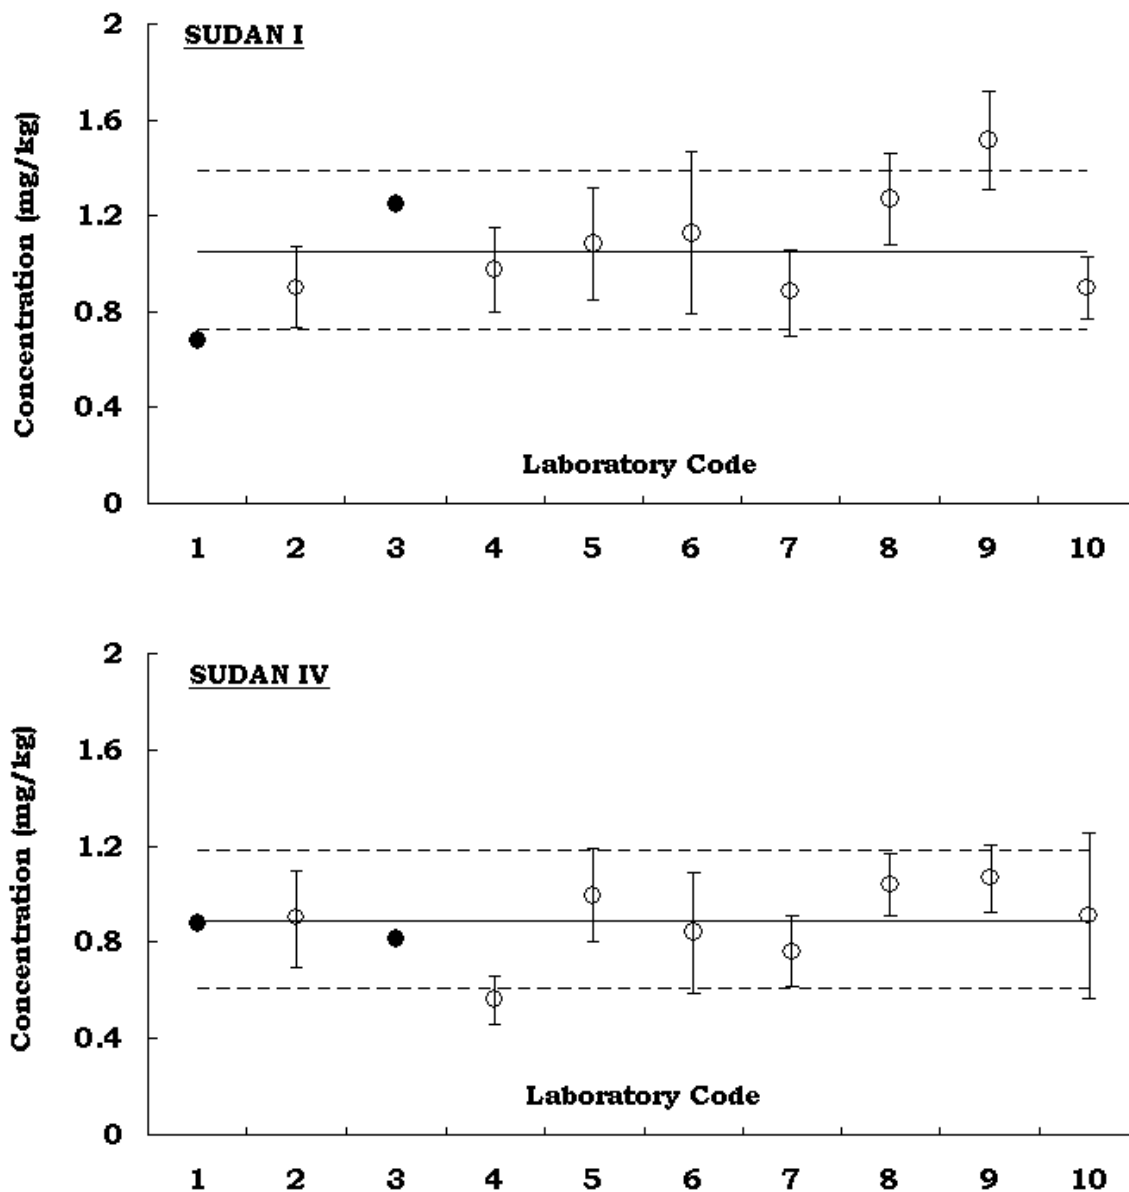 2
SUDAN I
1.6
1.2
0.8
0.4
0
Concentration (mg/kg)
Laboratory Code
1 2 3 4 5 6 7 8 9 10
2
SUDAN IV
1.6
1.2
0.8
0.4
0
Concentration (mg/kg)
Laboratory Code
1 2 3 4 5 6 7 8 9 10